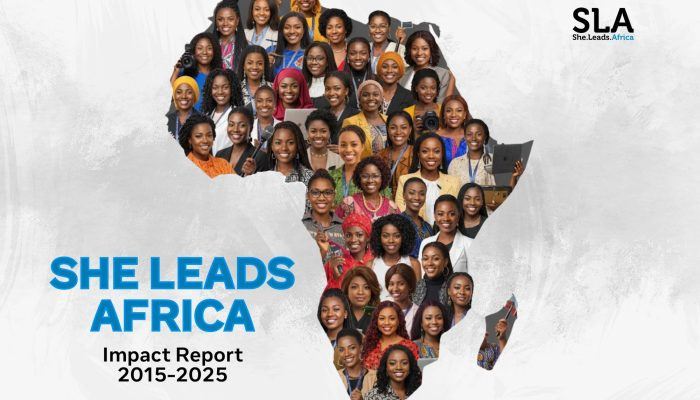 SLA
She.Leads.Africa
SHE LEADS
AFRICA
Impact Report
2015-2025